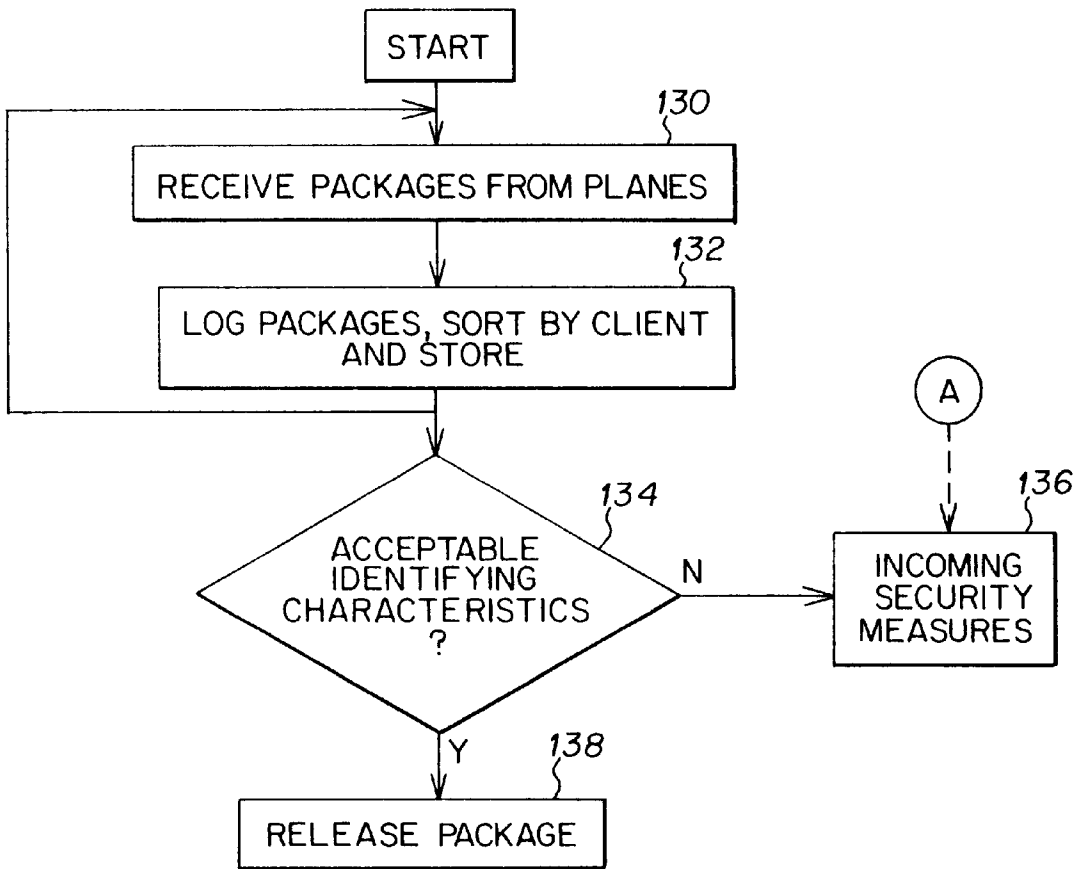 START
130
RECEIVE PACKAGES FROM PLANES
132
LOG PACKAGES, SORT BY CLIENT
AND STORE
A
134
136
ACCEPTABLE
IDENTIFYING
CHARACTERISTICS
?
N
INCOMING
SECURITY
MEASURES
Y
138
RELEASE PACKAGE